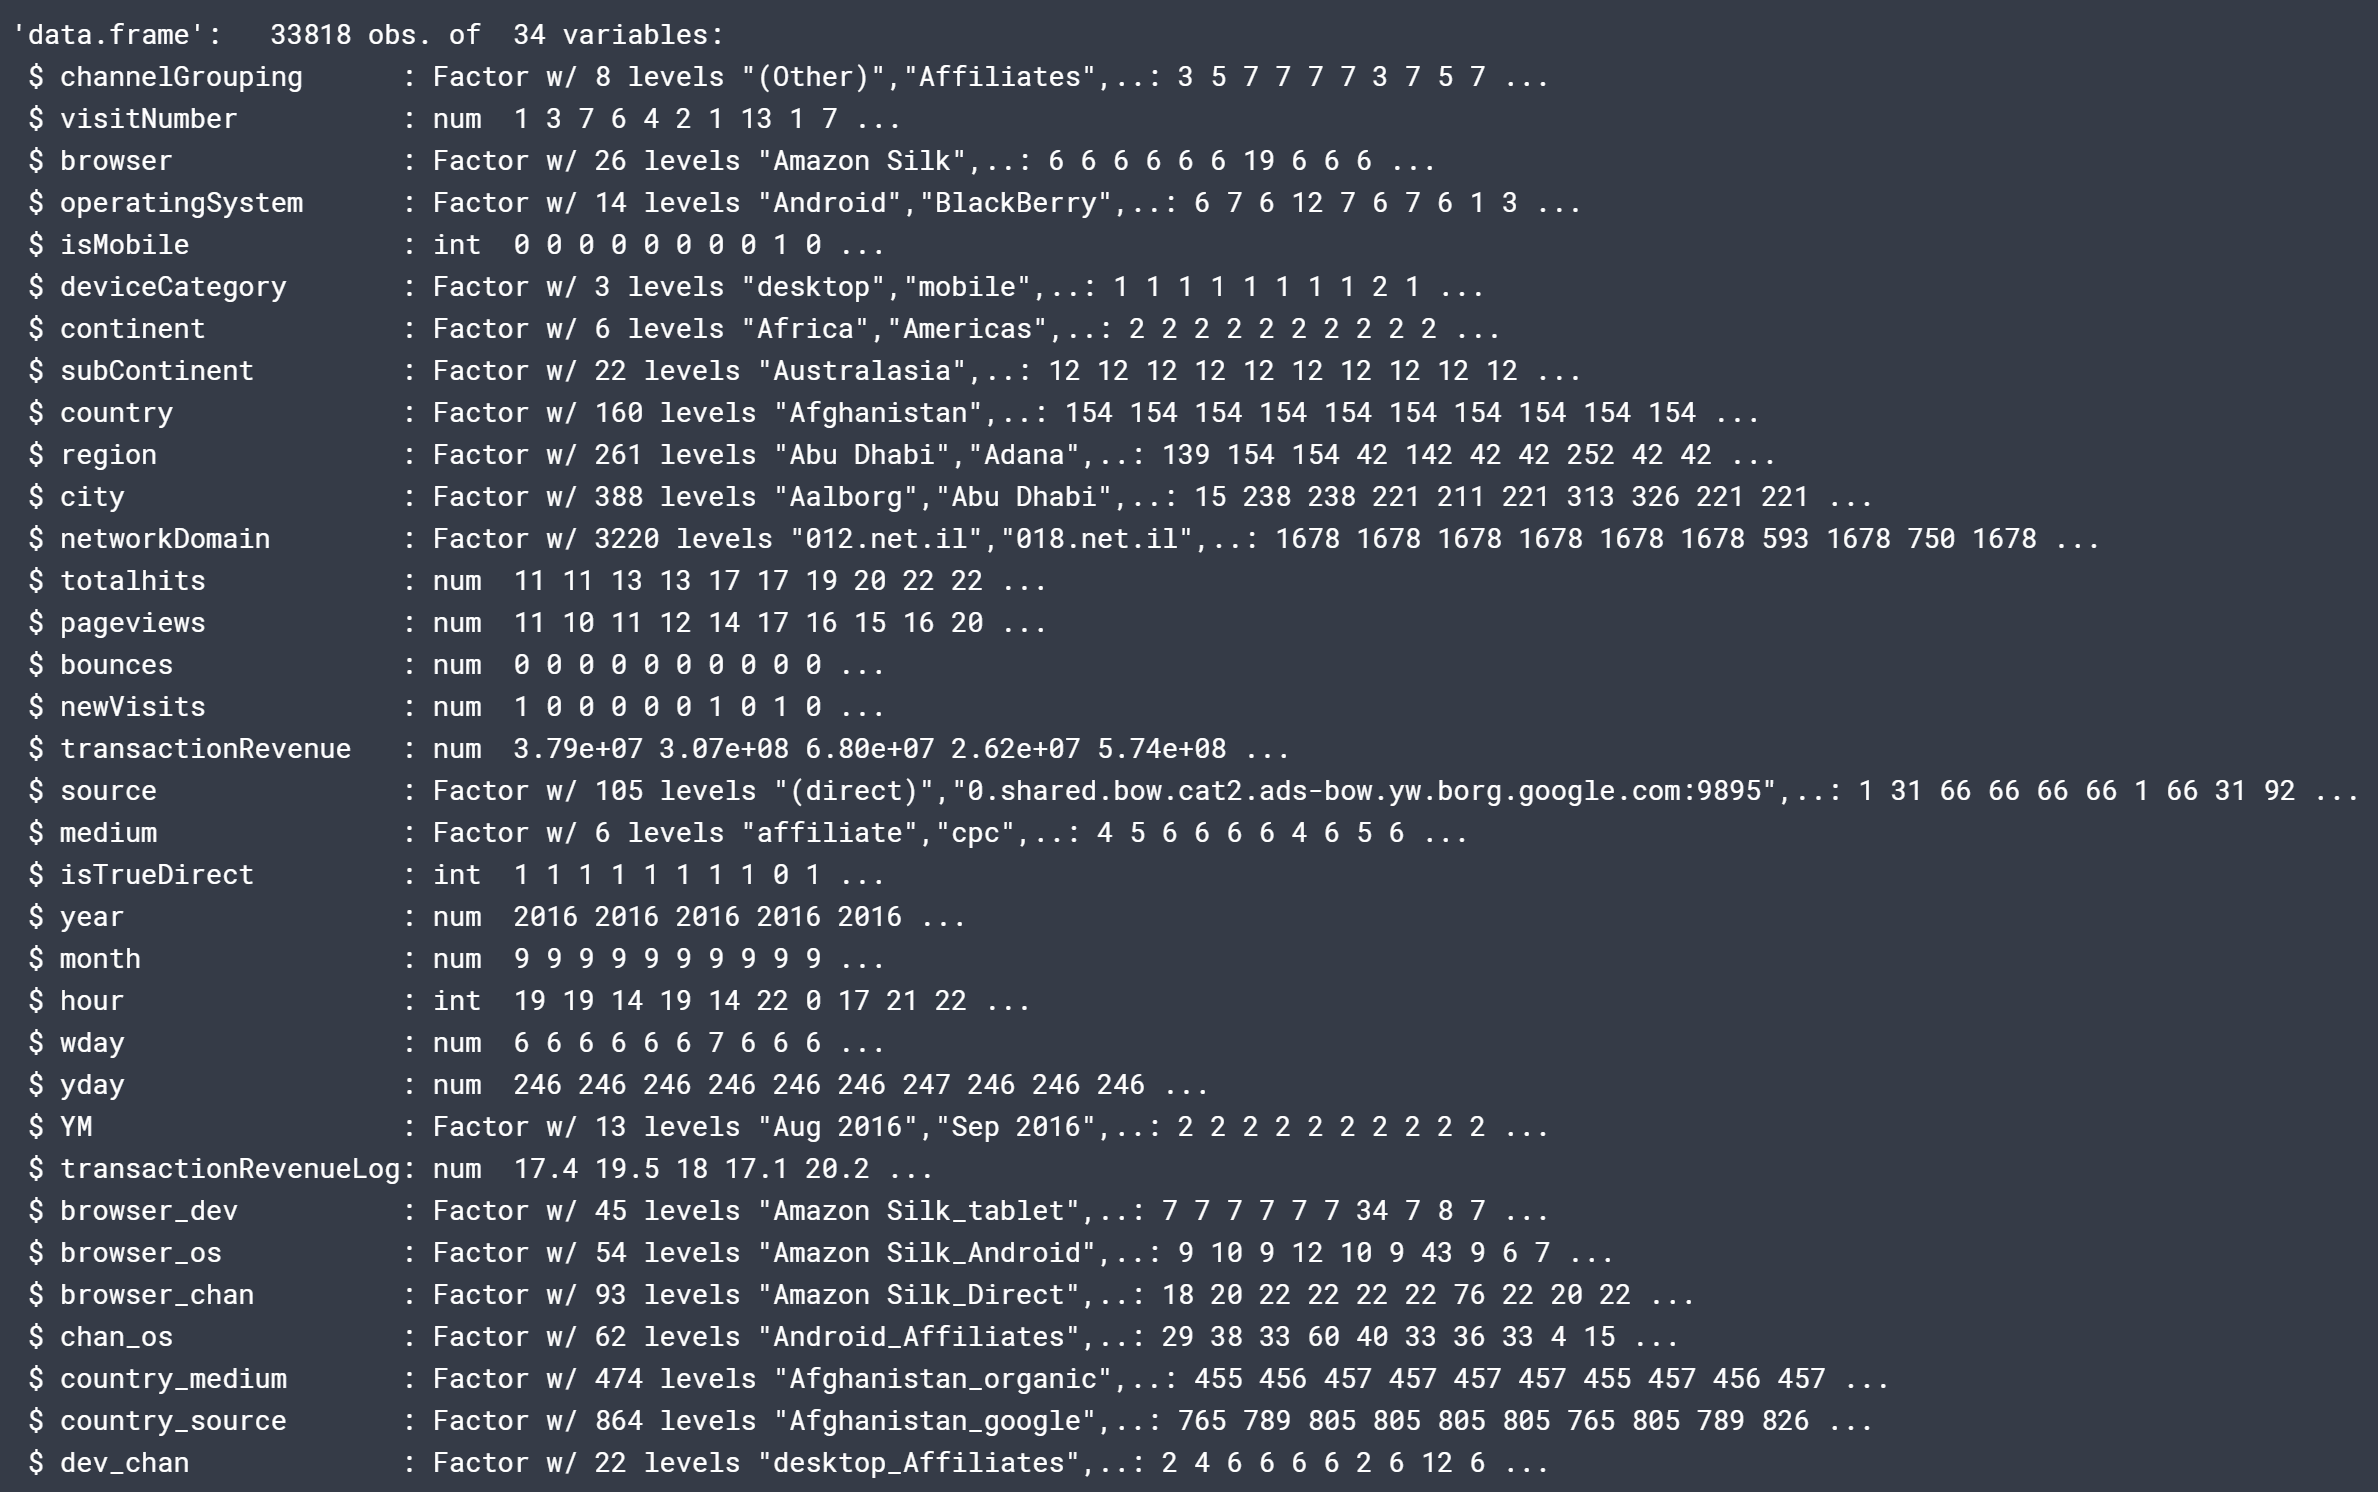 'data.frame':   33818 obs. of  34 variables:
 $ channelGrouping      : Factor w/ 8 levels "(Other)","Affiliates",..: 3 5 7 7 7 7 3 7 5 7 ...
 $ visitNumber          : num  1 3 7 6 4 2 1 13 1 7 ...
 $ browser              : Factor w/ 26 levels "Amazon Silk",..: 6 6 6 6 6 6 19 6 6 6 ...
 $ operatingSystem      : Factor w/ 14 levels "Android","BlackBerry",..: 6 7 6 12 7 6 7 6 1 3 ...
 $ isMobile             : int  0 0 0 0 0 0 0 0 1 0 ...
 $ deviceCategory       : Factor w/ 3 levels "desktop","mobile",..: 1 1 1 1 1 1 1 1 2 1 ...
 $ continent            : Factor w/ 6 levels "Africa","Americas",..: 2 2 2 2 2 2 2 2 2 2 ...
 $ subContinent         : Factor w/ 22 levels "Australasia",..: 12 12 12 12 12 12 12 12 12 12 ...
 $ country              : Factor w/ 160 levels "Afghanistan",..: 154 154 154 154 154 154 154 154 154 154 ...
 $ region               : Factor w/ 261 levels "Abu Dhabi","Adana",..: 139 154 154 42 142 42 42 252 42 42 ...
 $ city                 : Factor w/ 388 levels "Aalborg","Abu Dhabi",..: 15 238 238 221 211 221 313 326 221 221 ...
 $ networkDomain        : Factor w/ 3220 levels "012.net.il","018.net.il",..: 1678 1678 1678 1678 1678 1678 593 1678 750 1678 ...
 $ totalhits            : num  11 11 13 13 17 17 19 20 22 22 ...
 $ pageviews            : num  11 10 11 12 14 17 16 15 16 20 ...
 $ bounces              : num  0 0 0 0 0 0 0 0 0 0 ...
 $ newVisits            : num  1 0 0 0 0 0 1 0 1 0 ...
 $ transactionRevenue   : num  3.79e+07 3.07e+08 6.80e+07 2.62e+07 5.74e+08 ...
 $ source               : Factor w/ 105 levels "(direct)","0.shared.bow.cat2.ads-bow.yw.borg.google.com:9895",..: 1 31 66 66 66 66 1 66 31 92 ...
 $ medium               : Factor w/ 6 levels "affiliate","cpc",..: 4 5 6 6 6 6 4 6 5 6 ...
 $ isTrueDirect         : int  1 1 1 1 1 1 1 1 0 1 ...
 $ year                 : num  2016 2016 2016 2016 2016 ...
 $ month                : num  9 9 9 9 9 9 9 9 9 9 ...
 $ hour                 : int  19 19 14 19 14 22 0 17 21 22 ...
 $ wday                 : num  6 6 6 6 6 6 7 6 6 6 ...
 $ yday                 : num  246 246 246 246 246 246 247 246 246 246 ...
 $ YM                   : Factor w/ 13 levels "Aug 2016","Sep 2016",..: 2 2 2 2 2 2 2 2 2 2 ...
 $ transactionRevenueLog: num  17.4 19.5 18 17.1 20.2 ...
 $ browser_dev          : Factor w/ 45 levels "Amazon Silk_tablet",..: 7 7 7 7 7 7 34 7 8 7 ...
 $ browser_os           : Factor w/ 54 levels "Amazon Silk_Android",..: 9 10 9 12 10 9 43 9 6 7 ...
 $ browser_chan         : Factor w/ 93 levels "Amazon Silk_Direct",..: 18 20 22 22 22 22 76 22 20 22 ...
 $ chan_os              : Factor w/ 62 levels "Android_Affiliates",..: 29 38 33 60 40 33 36 33 4 15 ...
 $ country_medium       : Factor w/ 474 levels "Afghanistan_organic",..: 455 456 457 457 457 457 455 457 456 457 ...
 $ country_source       : Factor w/ 864 levels "Afghanistan_google",..: 765 789 805 805 805 805 765 805 789 826 ...
 $ dev_chan             : Factor w/ 22 levels "desktop_Affiliates",..: 2 4 6 6 6 6 2 6 12 6 ...